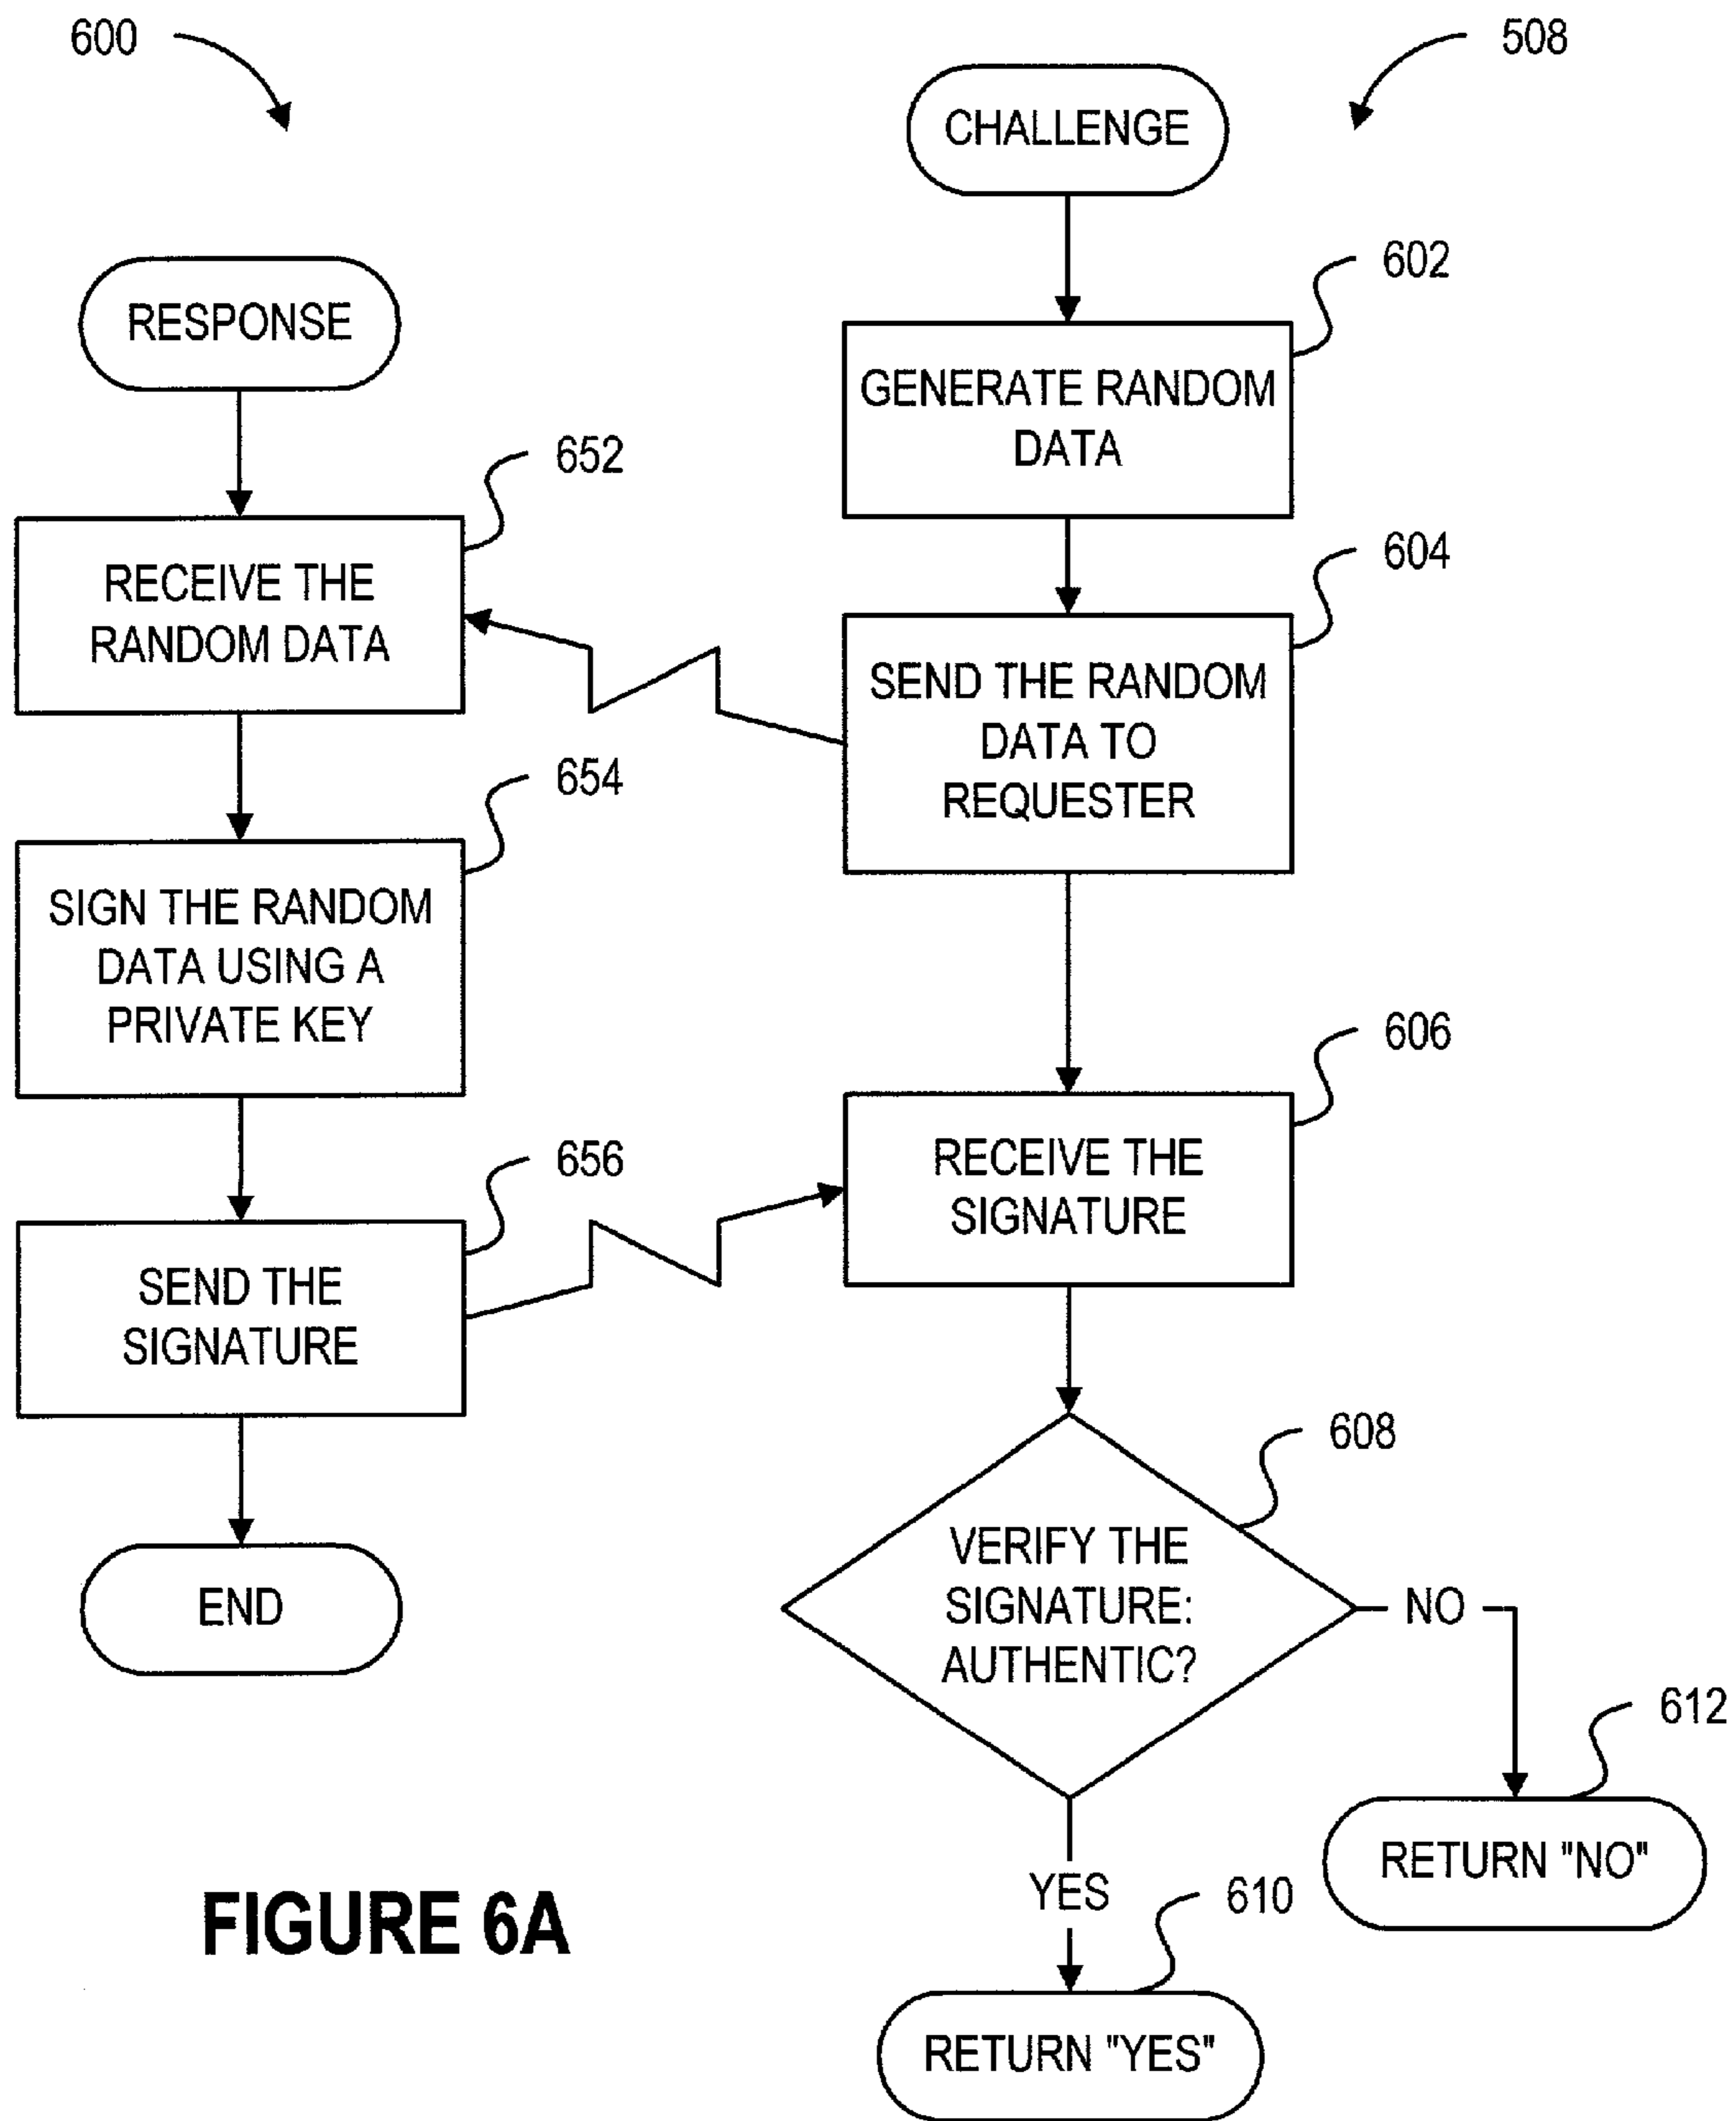 600
508
CHALLENGE
602
RESPONSE
GENERATE RANDOM
DATA
652
604
RECEIVE THE
RANDOM DATA
SEND THE RANDOM
DATA TO
REQUESTER
654
SIGN THE RANDOM
DATA USING A
PRIVATE KEY
606
656
RECEIVE THE
SIGNATURE
SEND THE
SIGNATURE
608
VERIFY THE
SIGNATURE:
AUTHENTIC?
NO
END
612
RETURN "NO"
YES
610
FIGURE 6A
RETURN "YES"